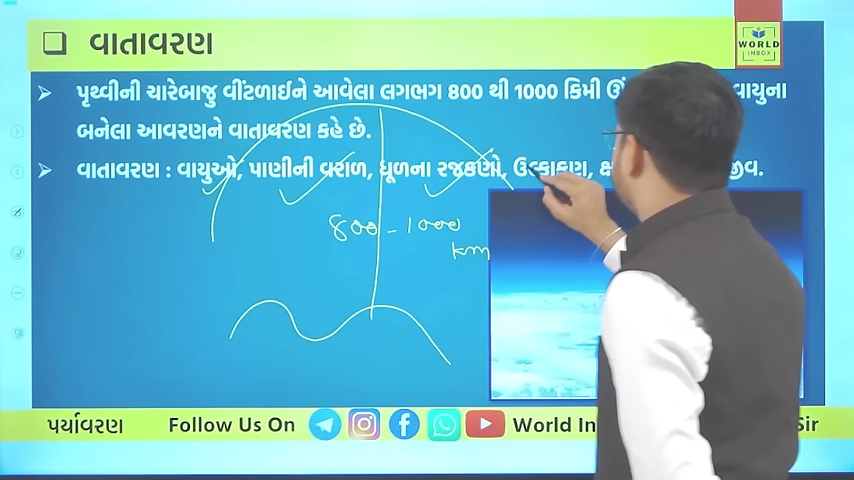 ❑ વાતાવરણ
WORLD
INBOX
➤ પૃથ્વીની ચારેબાજુ વીંટળાઈને આવેલા લગભગ 800 થી 1000 કિમી વાયુના
બનેલા આવરણને વાતાવરણ કહે છે.
➤ વાતાવરણ : વાયુઓ, પાણીની વરાળ, ધૂળના રજકણો, ઉલ્કાકણ,
800 - 1000
km
પર્યાવરણ Follow Us On World In Sir